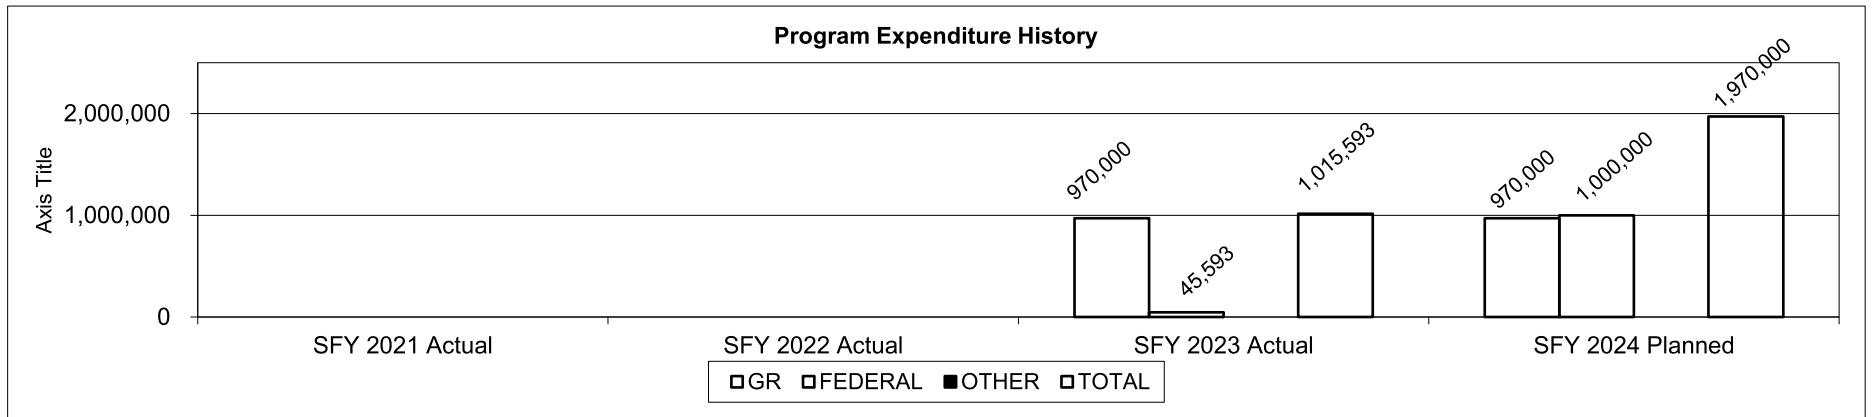 Program Expenditure History
Axis Title
2,000,000
1,000,000
0
970,000
45,593
1,015,593
970,000
1,000,000
1,970,000
SFY 2021 Actual
SFY 2022 Actual
SFY 2023 Actual
SFY 2024 Planned
GR FEDERAL OTHER TOTAL